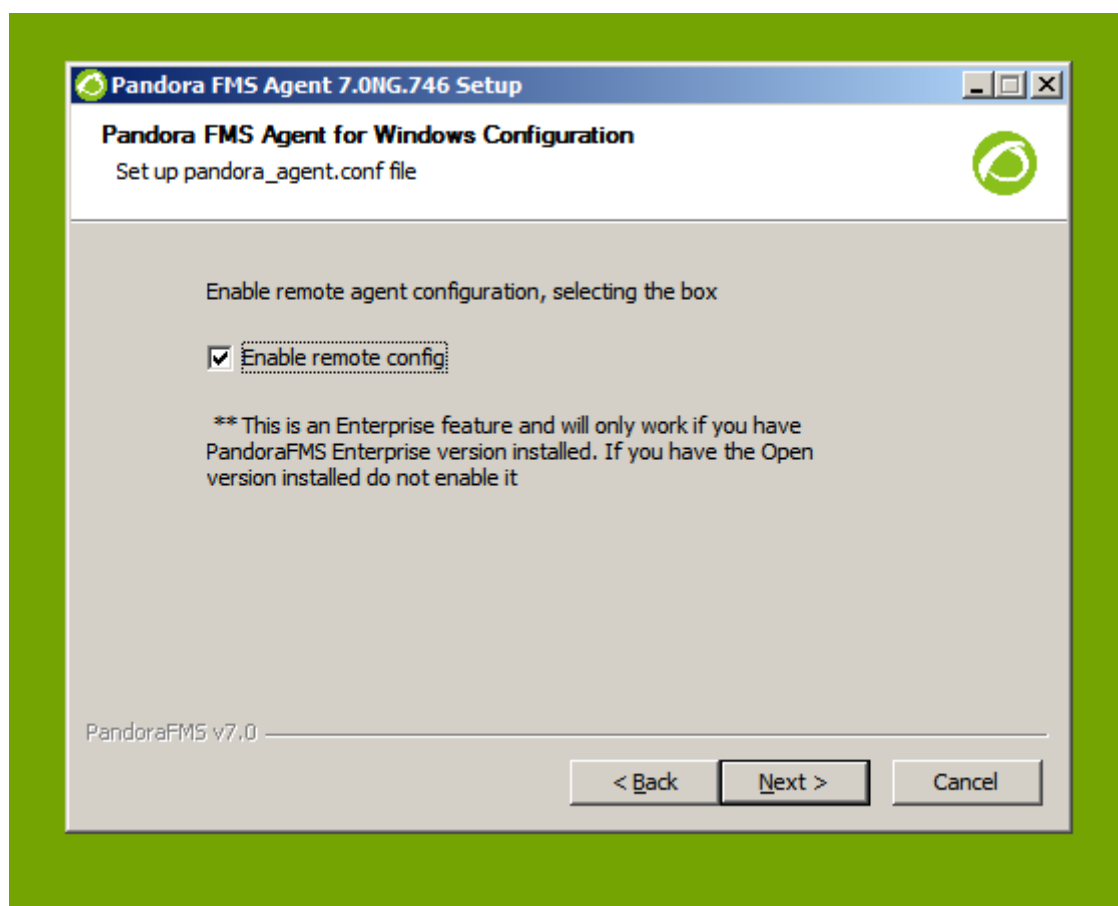 Pandora FMS Agent 7.0NG.746 Setup
Pandora FMS Agent for Windows Configuration
Set up pandora_agent.conf file
Enable remote agent configuration, selecting the box
Enable remote config
** This is an Enterprise feature and will only work if you have
PandoraFMS Enterprise version installed. If you have the Open
version installed do not enable it
PandoraFMS v7.0
< Back
Next >
Cancel